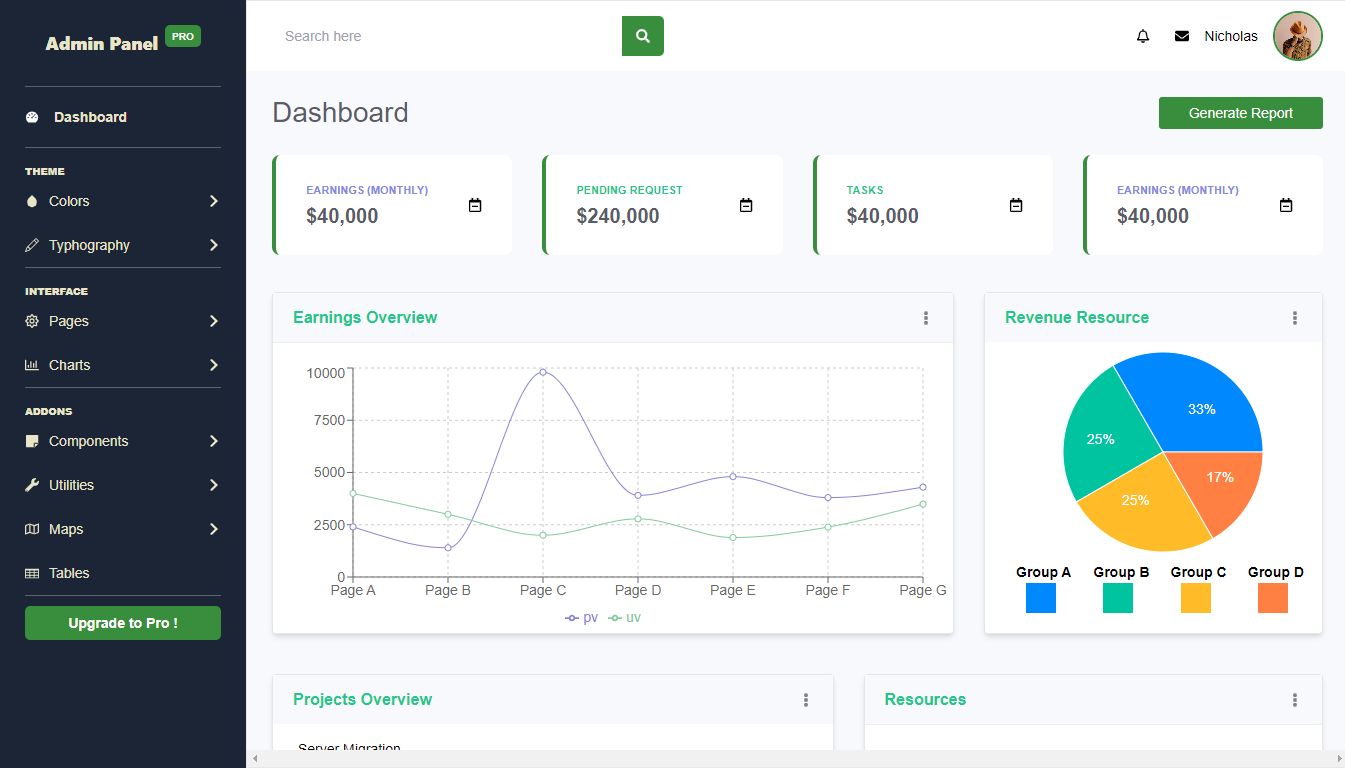 Admin Panel PRO
Search here
Nicholas
Dashboard
THEME
Colors
Typhography
INTERFACE
Pages
Charts
ADDONS
Components
Utilities
Maps
Tables
Upgrade to Pro !
Dashboard
Generate Report
EARNINGS (MONTHLY)
$40,000
PENDING REQUEST
$240,000
TASKS
$40,000
EARNINGS (MONTHLY)
$40,000
Earnings Overview
10000
7500
5000
2500
0
Page A Page B Page C Page D Page E Page F Page G
pv uv
Revenue Resource
33%
25%
17%
25%
Group A Group B Group C Group D
Projects Overview
Server Migration
Resources